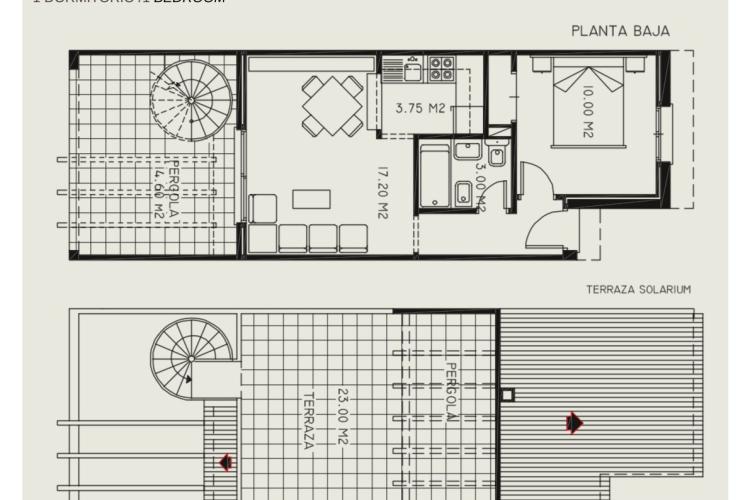 1 DORMITORIO /1 BEDROOM
PLANTA BAJA
3.75 M2
10.00 M2
3.00 M2
17.20 M2
PERGOLA
14.60 M2
TERRAZA SOLARIUM
PERGOLA
23.00 M2
TERRAZA